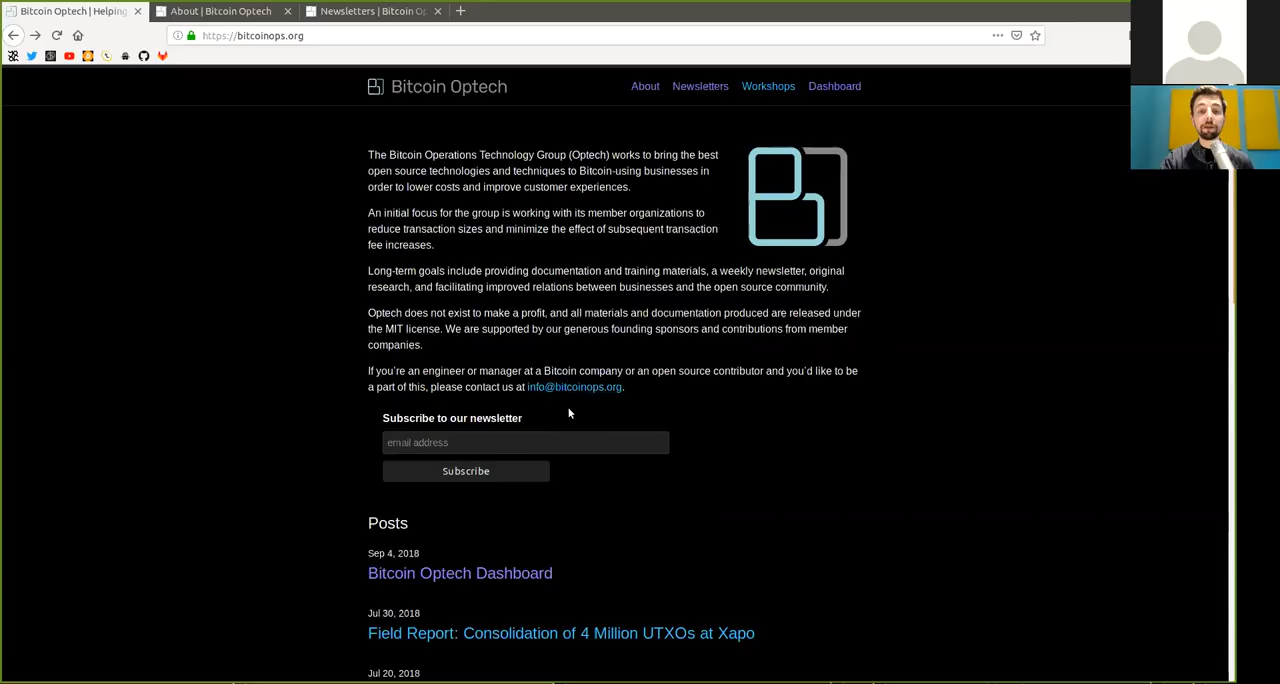 Bitcoin Optech | Helping
About | Bitcoin Optech
Newsletters | Bitcoin Op
https://bitcoinops.org
Bitcoin Optech
About Newsletters Workshops Dashboard
The Bitcoin Operations Technology Group (Optech) works to bring the best
open source technologies and techniques to Bitcoin-using businesses in
order to lower costs and improve customer experiences.
An initial focus for the group is working with its member organizations to
reduce transaction sizes and minimize the effect of subsequent transaction
fee increases.
Long-term goals include providing documentation and training materials, a weekly newsletter, original
research, and facilitating improved relations between businesses and the open source community.
Optech does not exist to make a profit, and all materials and documentation produced are released under
the MIT license. We are supported by our generous founding sponsors and contributions from member
companies.
If you're an engineer or manager at a Bitcoin company or an open source contributor and you'd like to be
a part of this, please contact us at info@bitcoinops.org.
Subscribe to our newsletter
email address
Subscribe
Posts
Sep 4, 2018
Bitcoin Optech Dashboard
Jul 30, 2018
Field Report: Consolidation of 4 Million UTXOs at Xapo
Jul 20, 2018